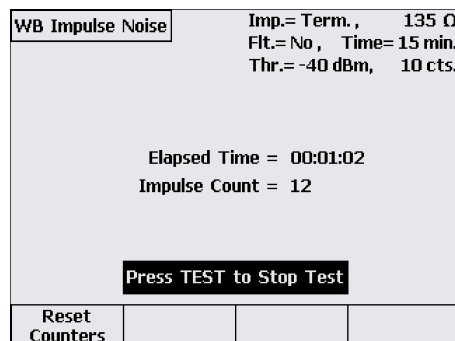 WB Impulse Noise
Imp.= Term. , 135 Ω
Flt.= No , Time= 15 min.
Thr.= -40 dBm, 10 cts.
Elapsed Time = 00:01:02
Impulse Count = 12
Press TEST to Stop Test
Reset
Counters